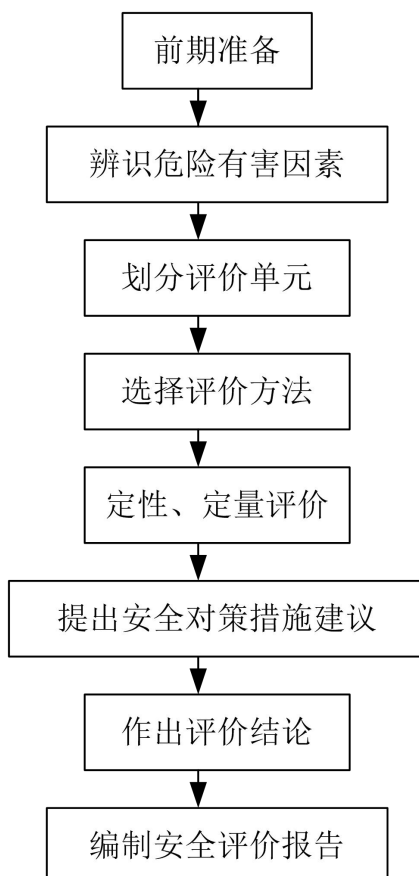 前期准备
辨识危险有害因素
划分评价单元
选择评价方法
定性、定量评价
提出安全对策措施建议
作出评价结论
编制安全评价报告